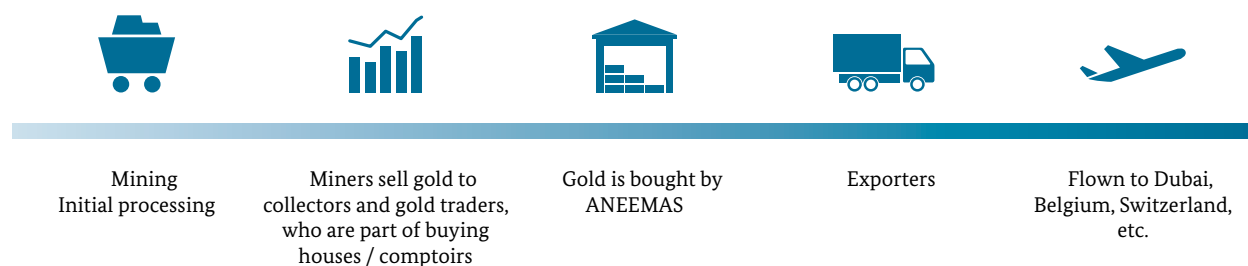 Mining
Initial processing
Miners sell gold to
collectors and gold traders,
who are part of buying
houses / comptoirs
Gold is bought by
ANEEMAS
Exporters
Flown to Dubai,
Belgium, Switzerland,
etc.